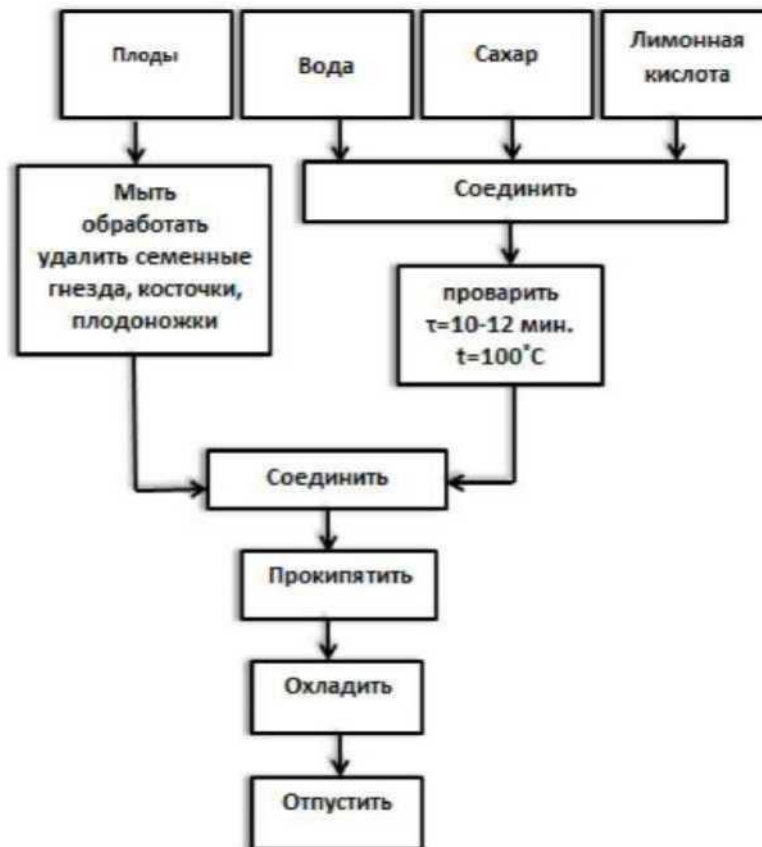 Плоды
Вода
Сахар
Лимонная
кислота
Мыть
обработать
удалить семенные
гнезда, косточки,
плодоножки
Соединить
проварить
τ=10-12 мин.
t=100˚С
Соединить
Прокипятить
Охладить
Отпустить